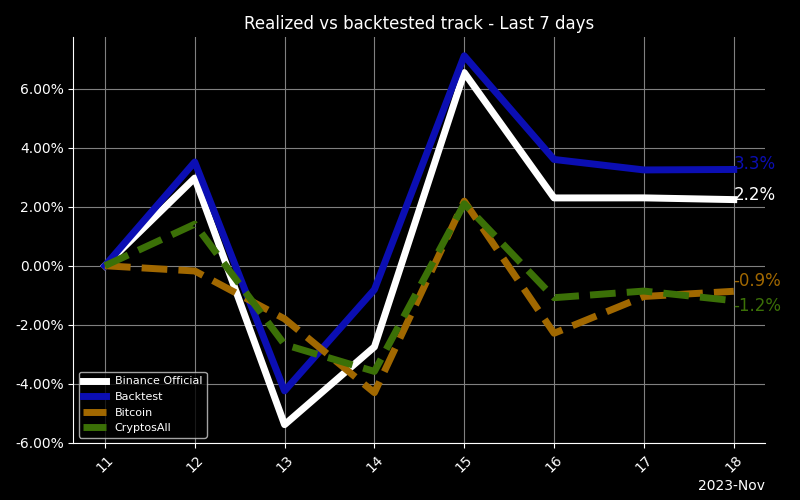 Realized vs backtested track - Last 7 days
6.00%
4.00%
2.00%
0.00%
-2.00%
-4.00%
-6.00%
3.3%
2.2%
-0.9%
-1.2%
Binance Official
Backtest
Bitcoin
CryptosAll
11 12 13 14 15 16 17 18
2023-Nov